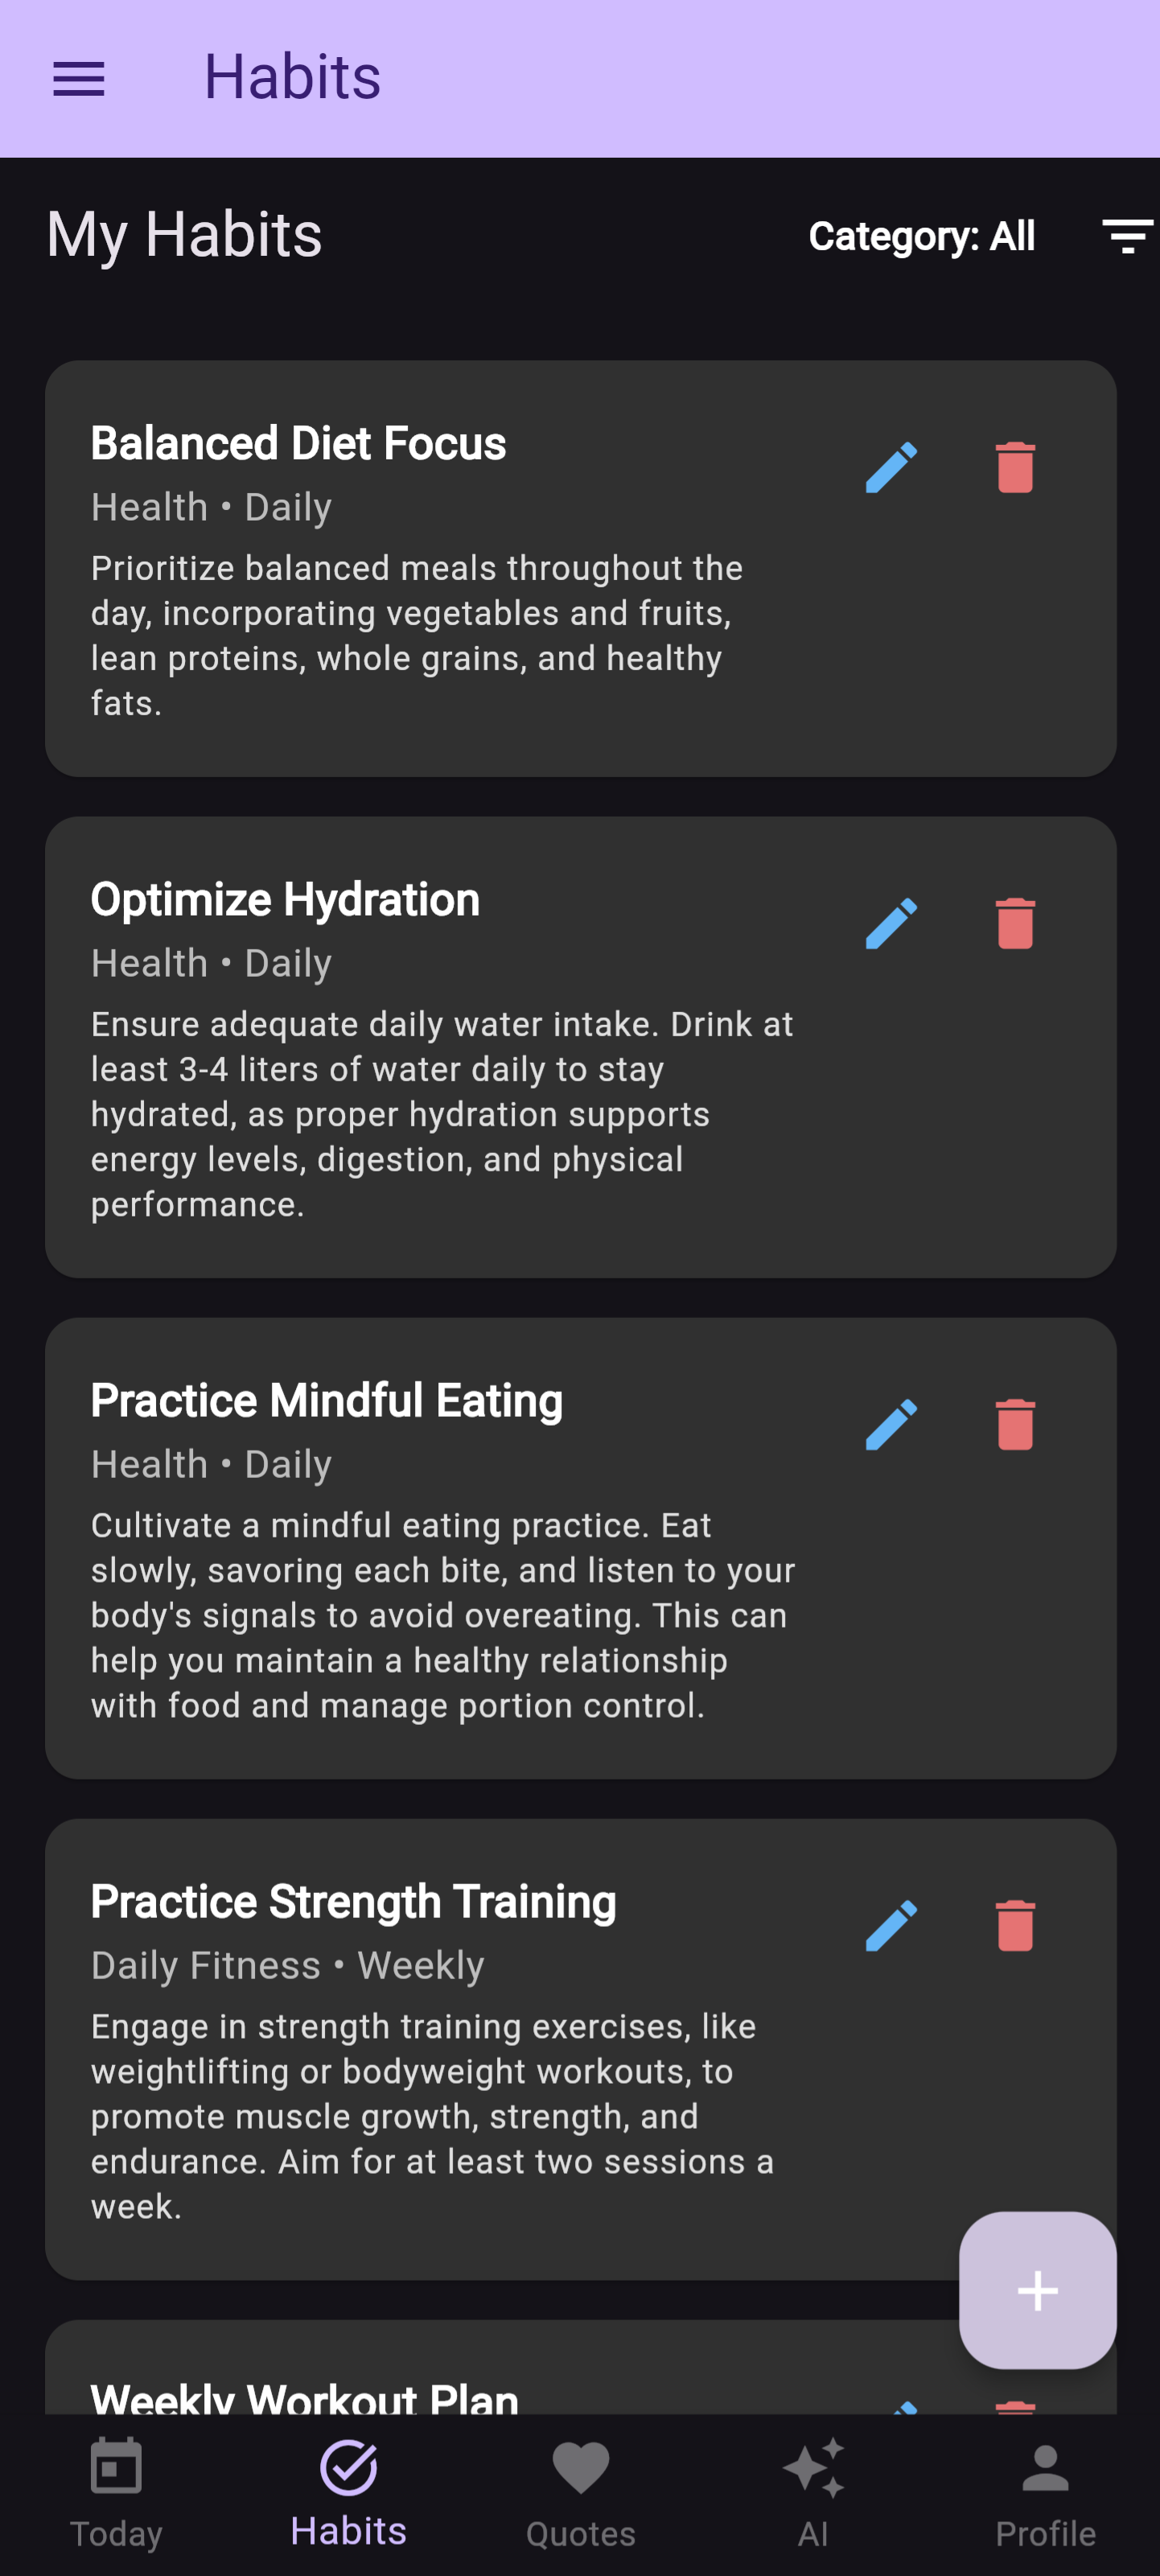 Habits
My Habits
Category: All
Balanced Diet Focus
Health • Daily
Prioritize balanced meals throughout the
day, incorporating vegetables and fruits,
lean proteins, whole grains, and healthy
fats.
Optimize Hydration
Health • Daily
Ensure adequate daily water intake. Drink at
least 3-4 liters of water daily to stay
hydrated, as proper hydration supports
energy levels, digestion, and physical
performance.
Practice Mindful Eating
Health • Daily
Cultivate a mindful eating practice. Eat
slowly, savoring each bite, and listen to your
body's signals to avoid overeating. This can
help you maintain a healthy relationship
with food and manage portion control.
Practice Strength Training
Daily Fitness • Weekly
Engage in strength training exercises, like
weightlifting or bodyweight workouts, to
promote muscle growth, strength, and
endurance. Aim for at least two sessions a
week.
Weekly Workout Plan
Today
Habits
Quotes
AI
Profile